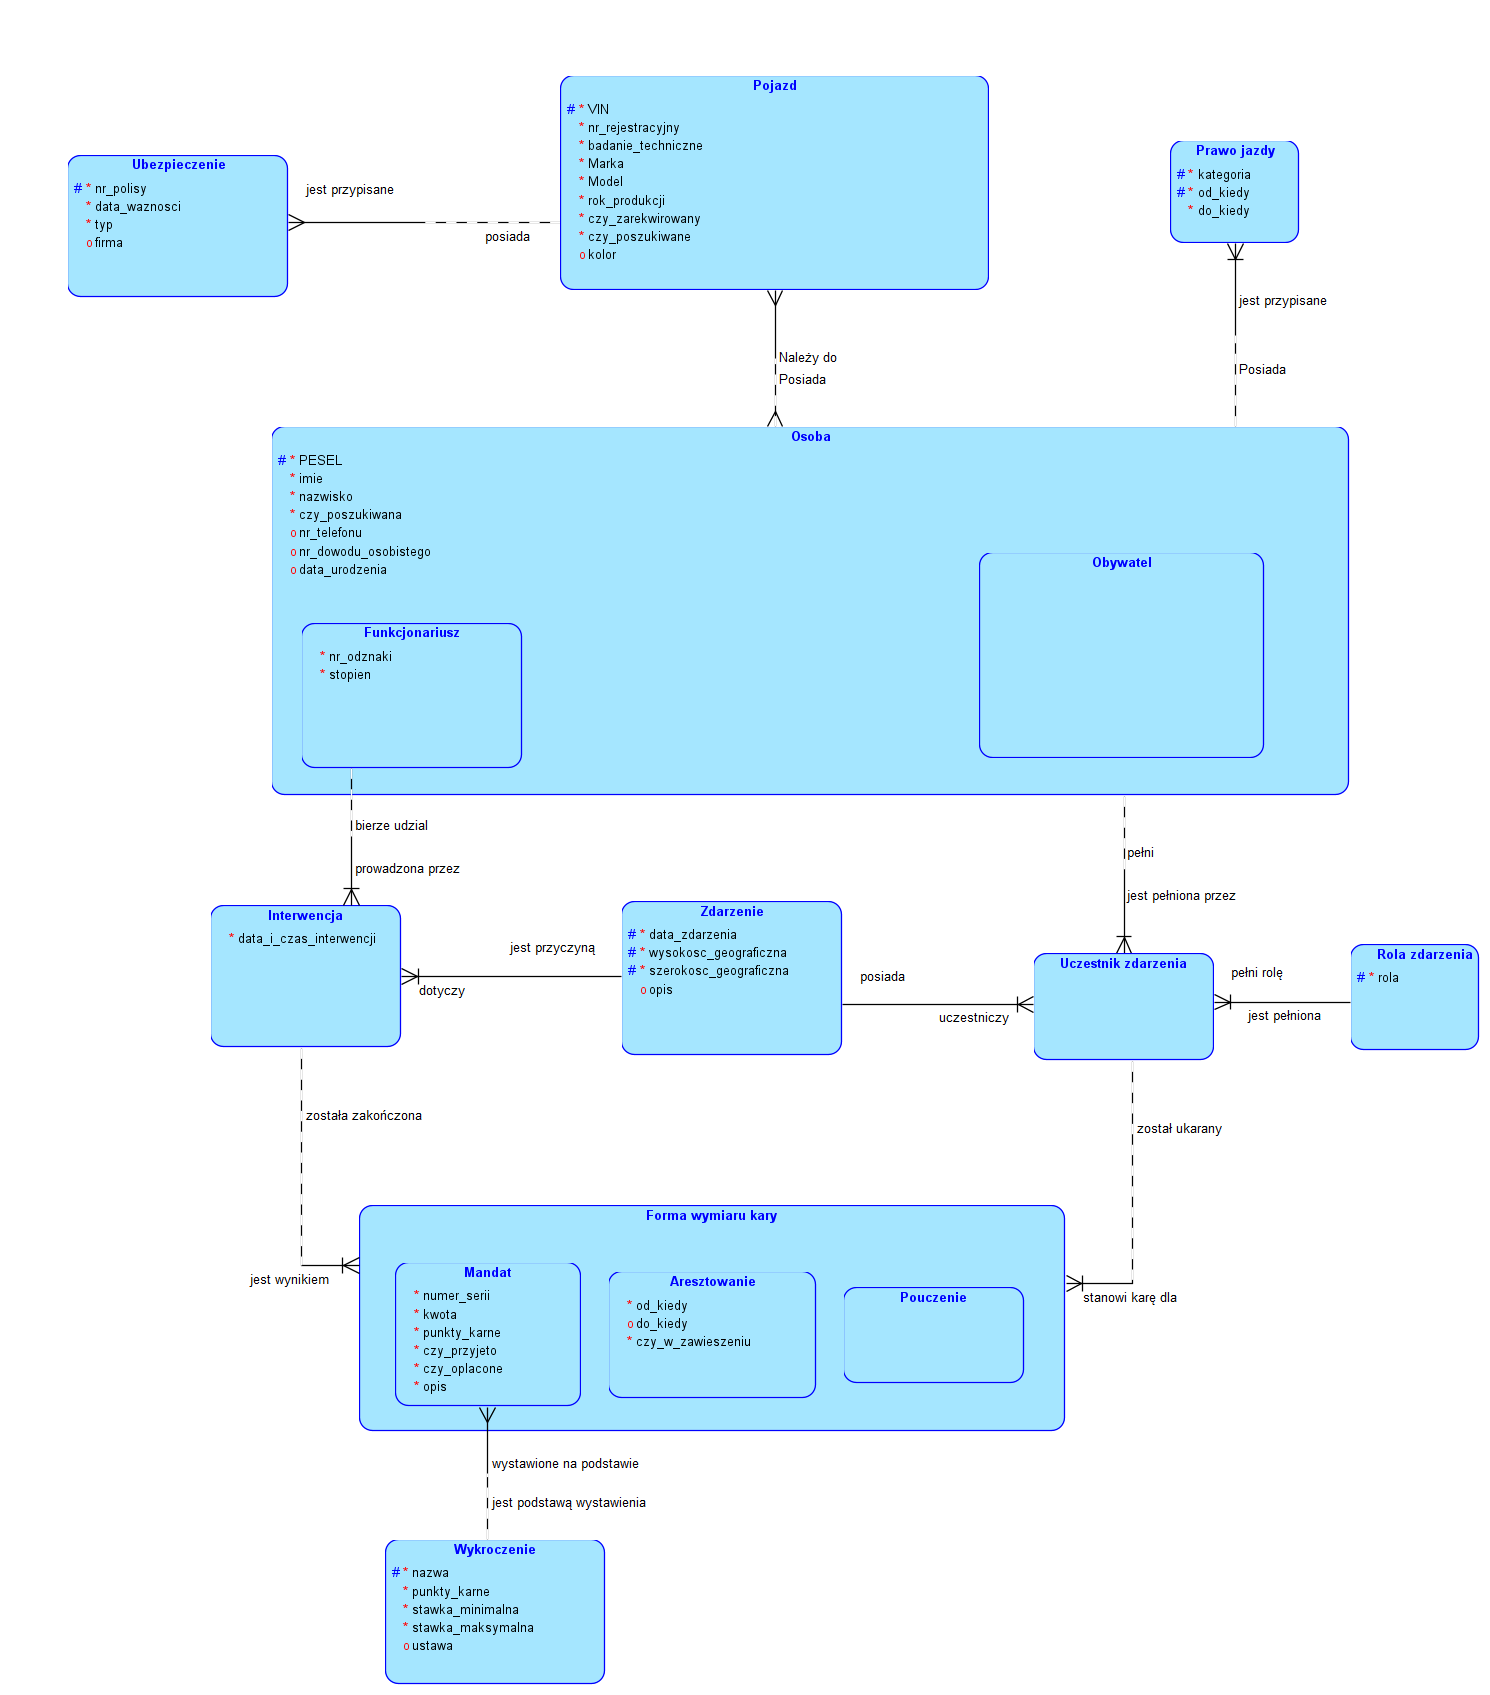 Pojazd
# * VIN
* nr_rejestracyjny
* badanie_techniczne
* Marka
* Model
* rok_produkcji
* czy_zarekwirowany
* czy_poszukiwane
o kolor
Ubezpieczenie
# * nr_polisy
* data_waznosci
* typ
o firma
jest przypisane
posiada
Prawo jazdy
# * kategoria
# * od_kiedy
* do_kiedy
jest przypisane
Posiada
Należy do
Posiada
Osoba
# * PESEL
* imie
* nazwisko
* czy_poszukiwana
o nr_telefonu
o nr_dowodu_osobistego
o data_urodzenia
Obywatel
Funkcjonariusz
* nr_odznaki
* stopien
bierze udzial
prowadzona przez
pełni
jest pełniona przez
Interwencja
* data_i_czas_interwencji
jest przyczyną
dotyczy
Zdarzenie
# * data_zdarzenia
# * wysokosc_geograficzna
# * szerokosc_geograficzna
o opis
posiada
uczestniczy
Uczestnik zdarzenia
pełni rolę
jest pełniona
Rola zdarzenia
# * rola
została zakończona
jest wynikiem
został ukarany
stanowi karę dla
Forma wymiaru kary
Mandat
* numer_serii
* kwota
* punkty_karne
* czy_przyjeto
* czy_oplacone
* opis
Aresztowanie
* od_kiedy
o do_kiedy
* czy_w_zawieszeniu
Pouczenie
wystawione na podstawie
jest podstawą wystawienia
Wykroczenie
# * nazwa
* punkty_karne
* stawka_minimalna
* stawka_maksymalna
o ustawa